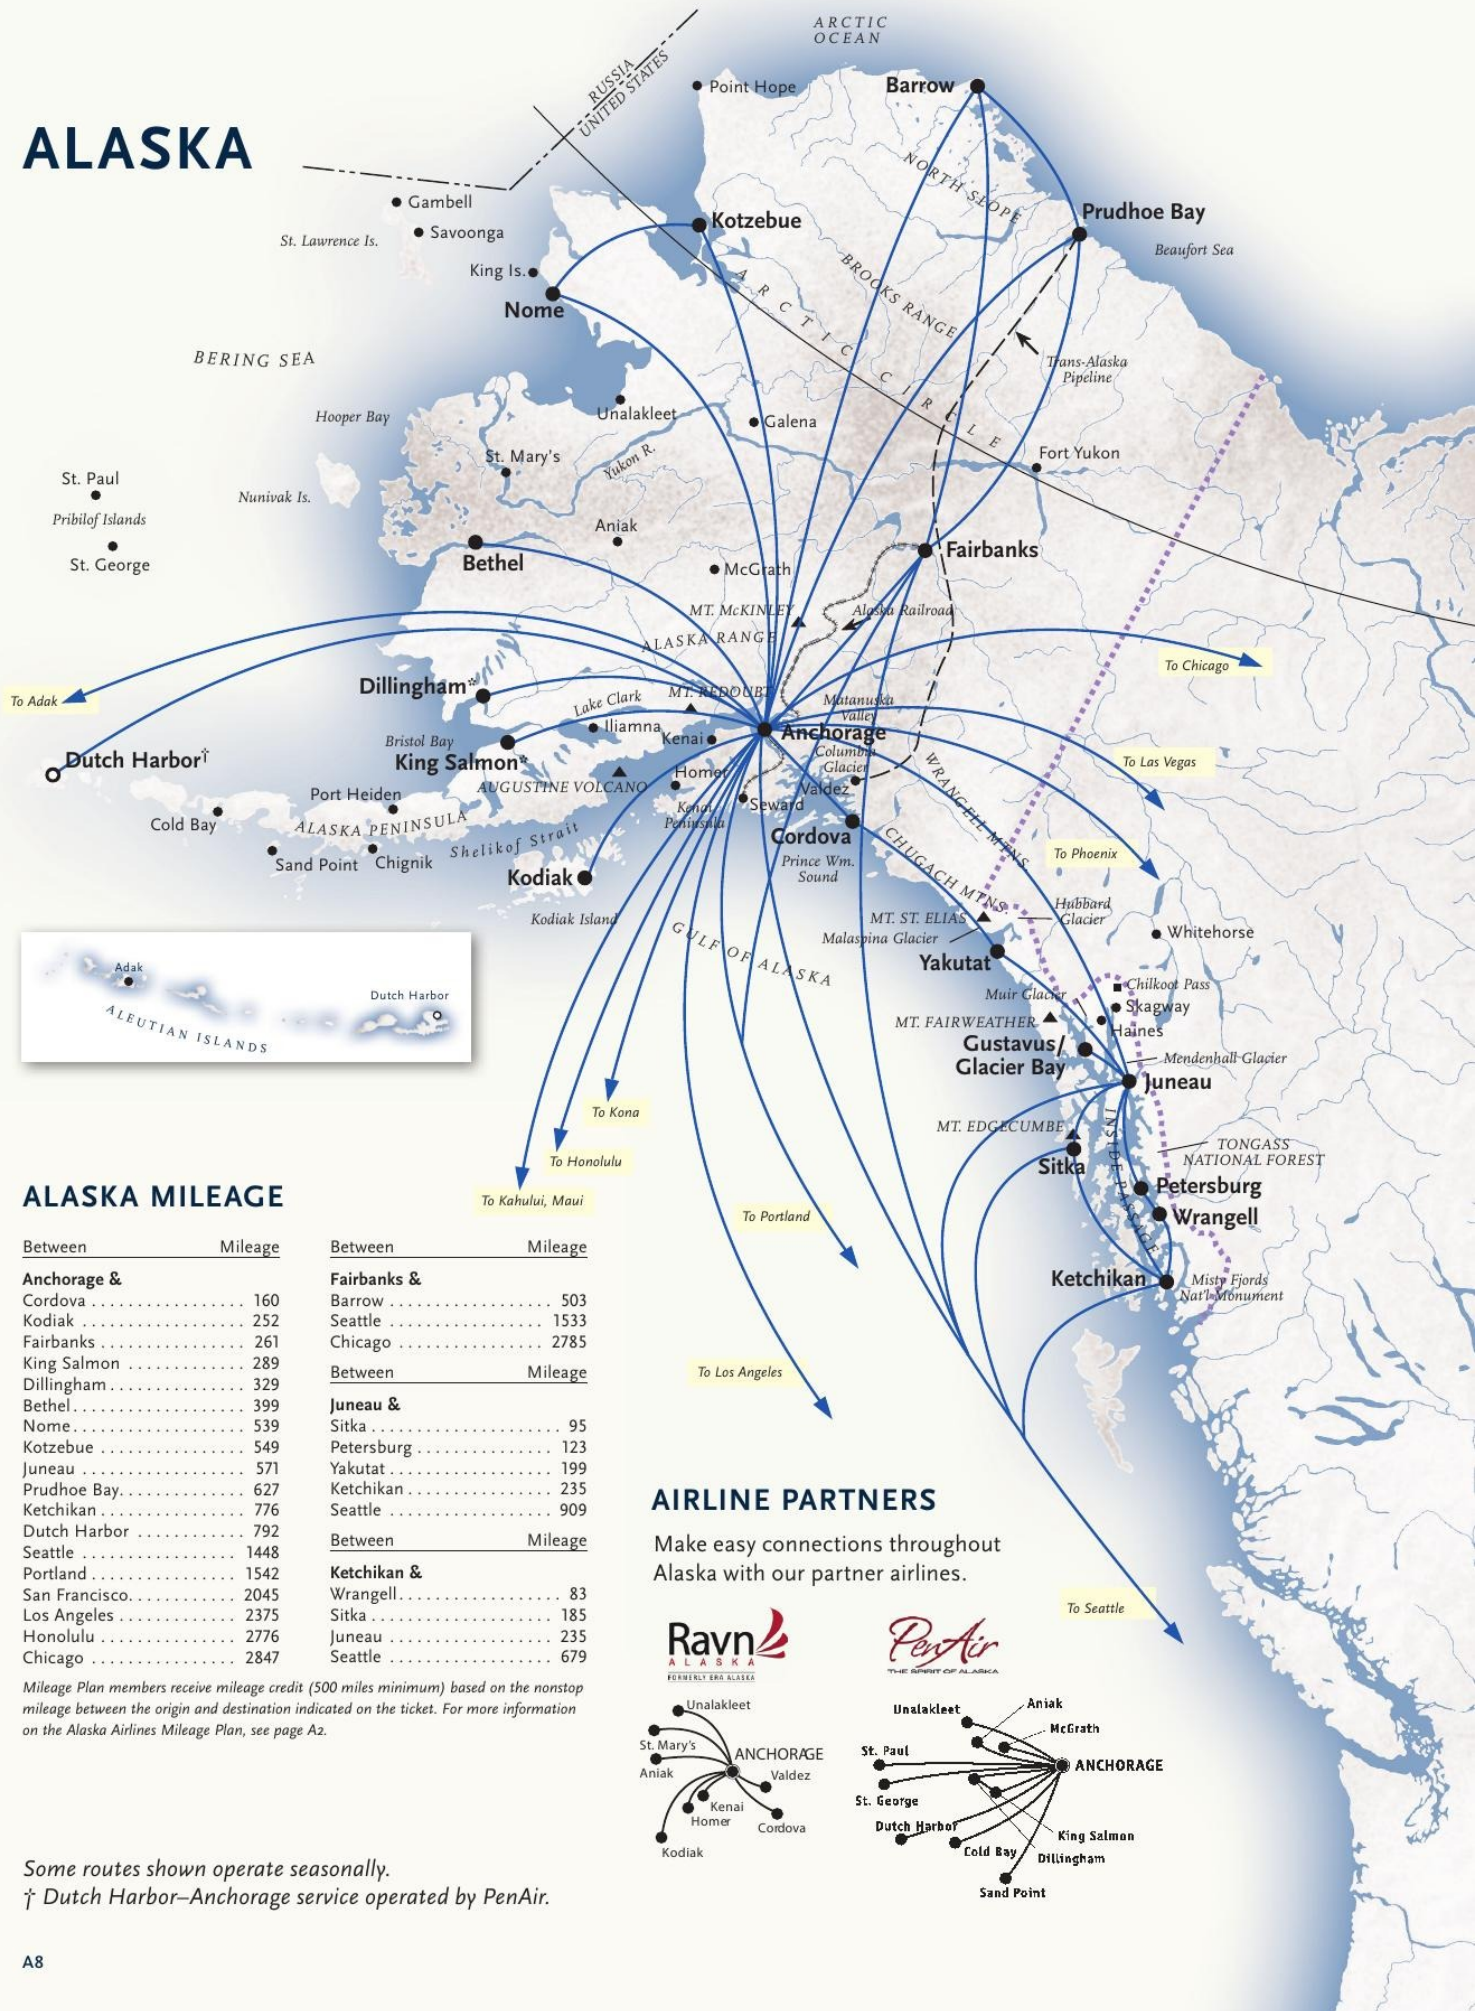 ALASKA
ARCTIC
OCEAN
RUSSIA
UNITED STATES
Point Hope
Barrow
NORTH SLOPE
Prudhoe Bay
Beaufort Sea
Gambell
Savoonga
St. Lawrence Is.
King Is.
Nome
Kotzebue
BROOKS RANGE
ARCTIC CIRCLE
Trans-Alaska
Pipeline
BERING SEA
Hooper Bay
Unalakleet
Galena
Fort Yukon
St. Mary's
Yukon R.
St. Paul
Pribilof Islands
St. George
Nunivak Is.
Aniak
Bethel
McGrath
Fairbanks
MT. McKINLEY
Alaska Railroad
ALASKA RANGE
To Chicago
To Adak
Dillingham*
Lake Clark
MT. REDOUBT
Matanuska
Valley
Iliamna
Kenai
Anchorage
Bristol Bay
King Salmon*
Columbia
Glacier
Dutch Harbor†
To Las Vegas
WRANGELL MTNS.
AUGUSTINE VOLCANO
Homer
Valdez
Seward
Kenai
Peninsula
Port Heiden
Cold Bay
ALASKA PENINSULA
Shelikof Strait
Cordova
CHUGACH MTNS.
To Phoenix
Sand Point
Chignik
Prince Wm.
Sound
Kodiak
Kodiak Island
GULF OF ALASKA
MT. ST. ELIAS
Hubbard
Glacier
Malaspina Glacier
Whitehorse
Yakutat
Adak
Dutch Harbor
ALEUTIAN ISLANDS
Muir Glacier
Chilkoot Pass
Skagway
MT. FAIRWEATHER
Haines
Gustavus/
Glacier Bay
Mendenhall Glacier
Juneau
To Kona
MT. EDGECUMBE
INSIDE PASSAGE
To Honolulu
Sitka
TONGASS
NATIONAL FOREST
To Kahului, Maui
Petersburg
Wrangell
To Portland
Ketchikan
Misty Fjords
Nat'l Monument
To Los Angeles
To Seattle
ALASKA MILEAGE
Between Mileage
Anchorage &
Cordova . . . . . . . . . . . . . . . . . 160
Kodiak . . . . . . . . . . . . . . . . . . 252
Fairbanks . . . . . . . . . . . . . . . . 261
King Salmon . . . . . . . . . . . . . 289
Dillingham . . . . . . . . . . . . . . . 329
Bethel . . . . . . . . . . . . . . . . . . . 399
Nome . . . . . . . . . . . . . . . . . . . 539
Kotzebue . . . . . . . . . . . . . . . . 549
Juneau . . . . . . . . . . . . . . . . . . 571
Prudhoe Bay. . . . . . . . . . . . . . 627
Ketchikan . . . . . . . . . . . . . . . . 776
Dutch Harbor . . . . . . . . . . . . 792
Seattle . . . . . . . . . . . . . . . . . 1448
Portland . . . . . . . . . . . . . . . . 1542
San Francisco. . . . . . . . . . . . 2045
Los Angeles . . . . . . . . . . . . . 2375
Honolulu . . . . . . . . . . . . . . . 2776
Chicago . . . . . . . . . . . . . . . . 2847
Between Mileage
Fairbanks &
Barrow . . . . . . . . . . . . . . . . . . 503
Seattle . . . . . . . . . . . . . . . . . 1533
Chicago . . . . . . . . . . . . . . . . 2785
Between Mileage
Juneau &
Sitka . . . . . . . . . . . . . . . . . . . . . 95
Petersburg . . . . . . . . . . . . . . . 123
Yakutat . . . . . . . . . . . . . . . . . . 199
Ketchikan . . . . . . . . . . . . . . . . 235
Seattle . . . . . . . . . . . . . . . . . . 909
Between Mileage
Ketchikan &
Wrangell . . . . . . . . . . . . . . . . . . 83
Sitka . . . . . . . . . . . . . . . . . . . . 185
Juneau . . . . . . . . . . . . . . . . . . 235
Seattle . . . . . . . . . . . . . . . . . . 679
Mileage Plan members receive mileage credit (500 miles minimum) based on the nonstop
mileage between the origin and destination indicated on the ticket. For more information
on the Alaska Airlines Mileage Plan, see page A2.
AIRLINE PARTNERS
Make easy connections throughout
Alaska with our partner airlines.
Ravn
ALASKA
FORMERLY ERA ALASKA
Unalakleet
St. Mary's
ANCHORAGE
Aniak
Valdez
Kenai
Homer
Cordova
Kodiak
PenAir
THE SPIRIT OF ALASKA
Unalakleet
Aniak
McGrath
St. Paul
ANCHORAGE
St. George
Dutch Harbor
King Salmon
Cold Bay
Dillingham
Sand Point
Some routes shown operate seasonally.
† Dutch Harbor–Anchorage service operated by PenAir.
A8